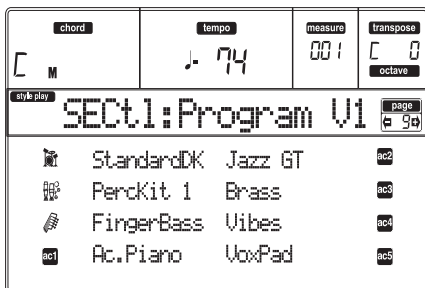 chord tempo measure transpose
C M ♩- 74 001 C 0
octave
style play SECt1:Program V1 page 9
StandardDK Jazz GT ac2
PercKit 1 Brass ac3
FingerBass Vibes ac4
ac1 Ac.Piano VoxPad ac5